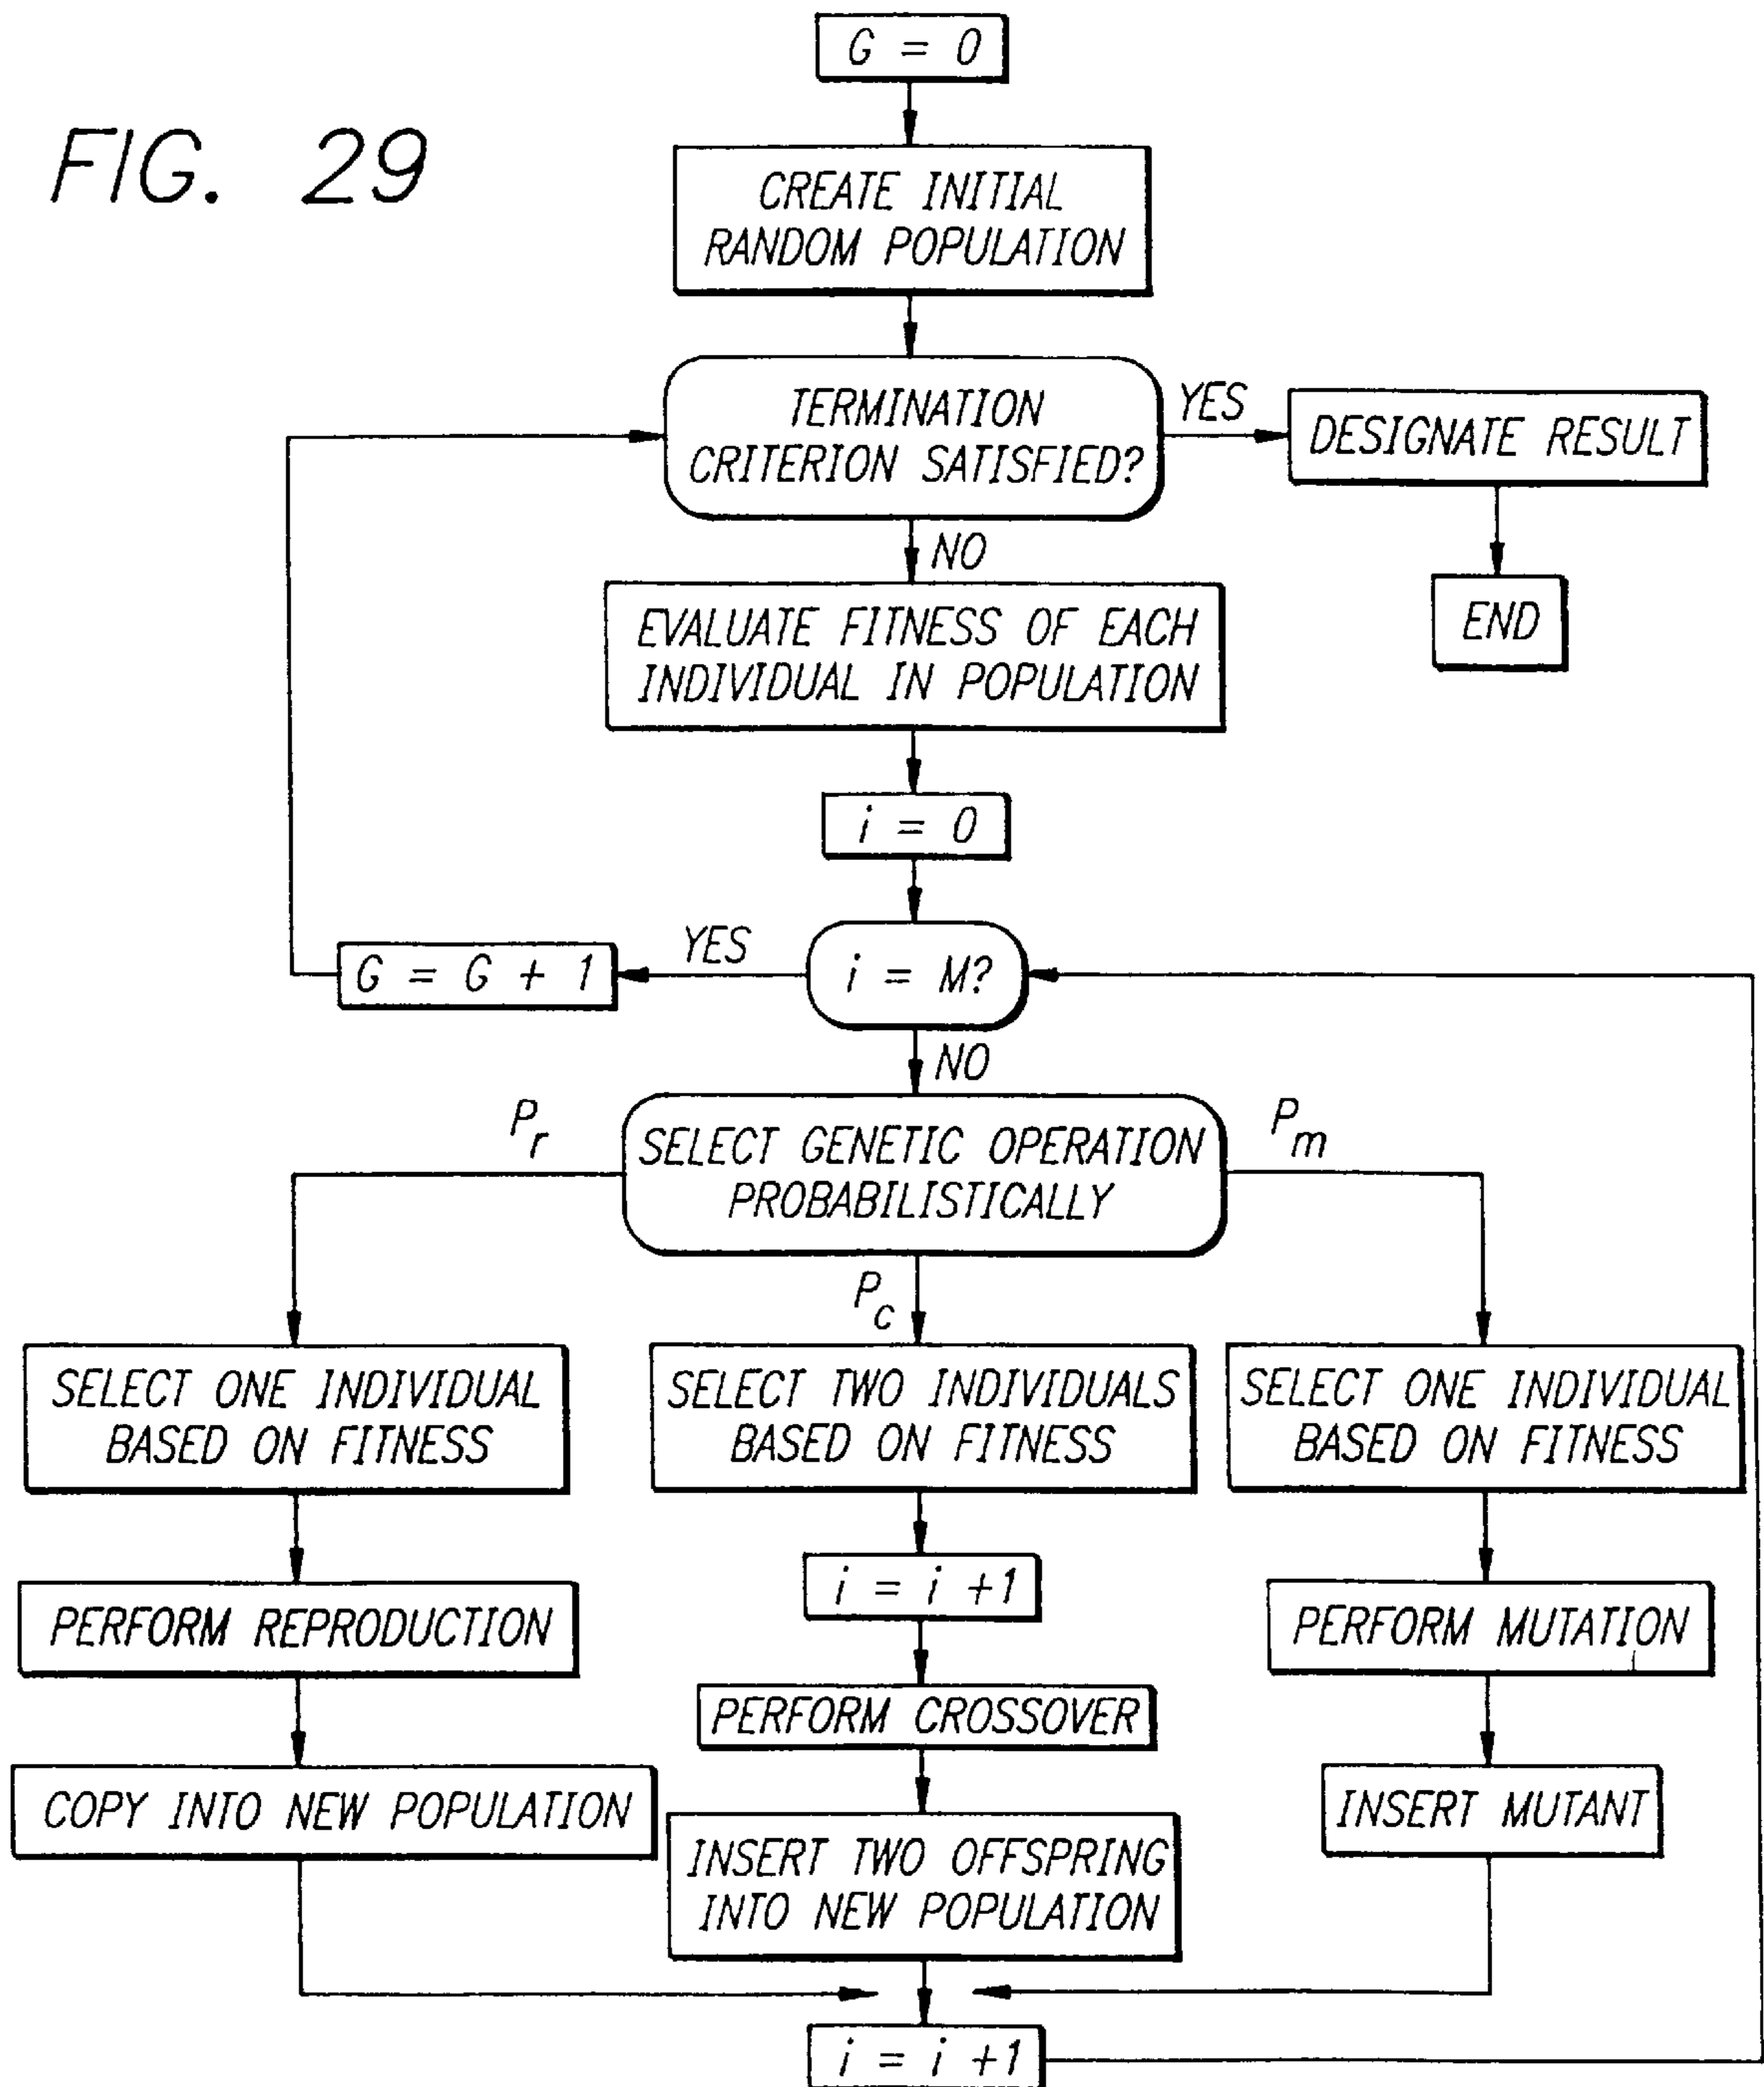 G = 0
FIG. 29
CREATE INITIAL
RANDOM POPULATION
TERMINATION
CRITERION SATISFIED?
YES
DESIGNATE RESULT
NO
END
EVALUATE FITNESS OF EACH
INDIVIDUAL IN POPULATION
i = 0
i = M?
YES
G = G + 1
NO
SELECT GENETIC OPERATION
PROBABILISTICALLY
Pr
Pm
Pc
SELECT ONE INDIVIDUAL
BASED ON FITNESS
SELECT TWO INDIVIDUALS
BASED ON FITNESS
SELECT ONE INDIVIDUAL
BASED ON FITNESS
i = i +1
PERFORM REPRODUCTION
PERFORM MUTATION
PERFORM CROSSOVER
COPY INTO NEW POPULATION
INSERT MUTANT
INSERT TWO OFFSPRING
INTO NEW POPULATION
i = i +1